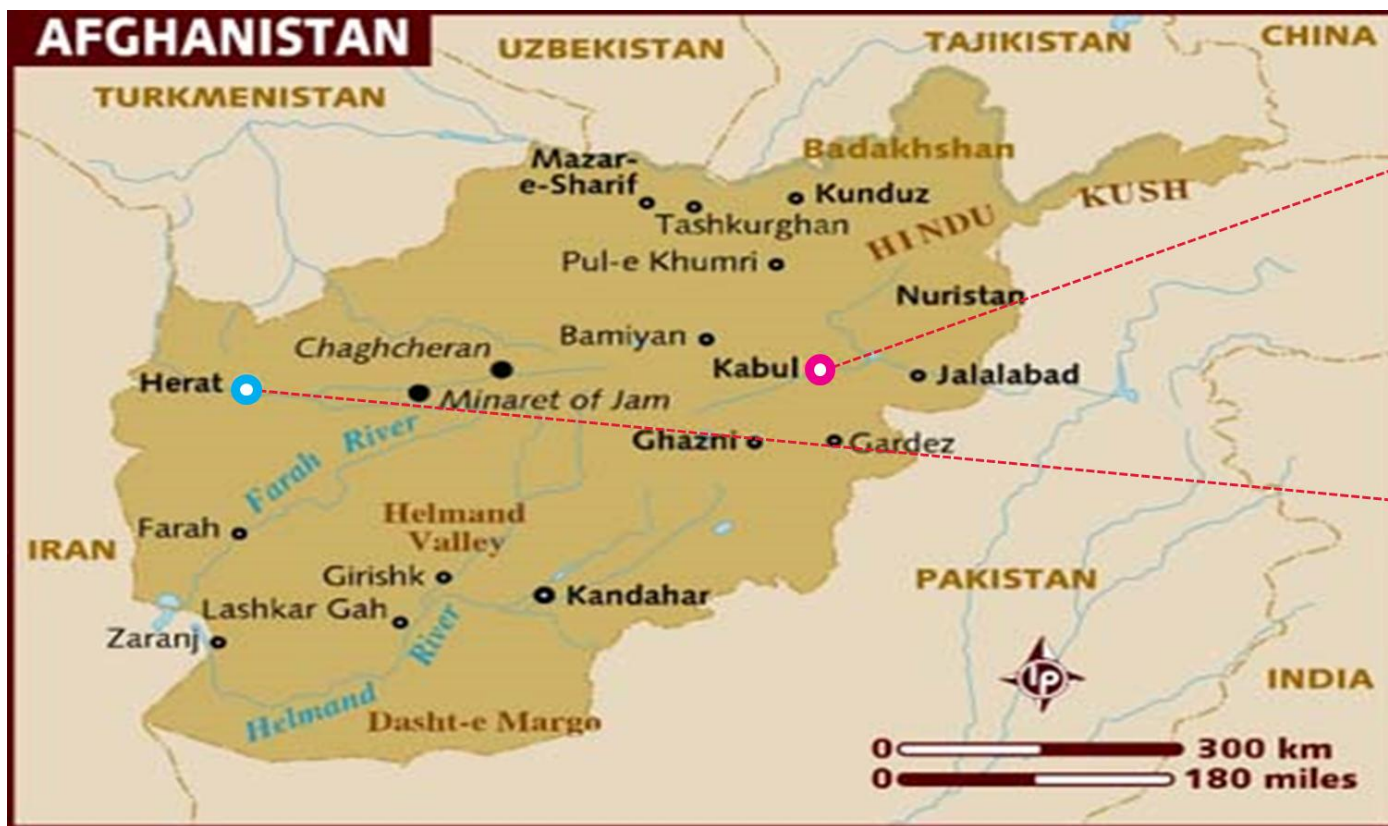 AFGHANISTAN
UZBEKISTAN
TAJIKISTAN
CHINA
TURKMENISTAN
Mazar-
e-Sharif
Badakhshan
Kunduz
Tashkurghan
HINDU
KUSH
Pul-e Khumri
Nuristan
Bamiyan
Chaghcheran
Kabul
Jalalabad
Herat
Minaret of Jam
Farah River
Ghazni
Gardez
Helmand
Valley
Farah
IRAN
Girishk
Kandahar
PAKISTAN
Lashkar Gah
Zaranj
Helmand
River
Dasht-e Margo
LP
INDIA
0 300 km
0 180 miles